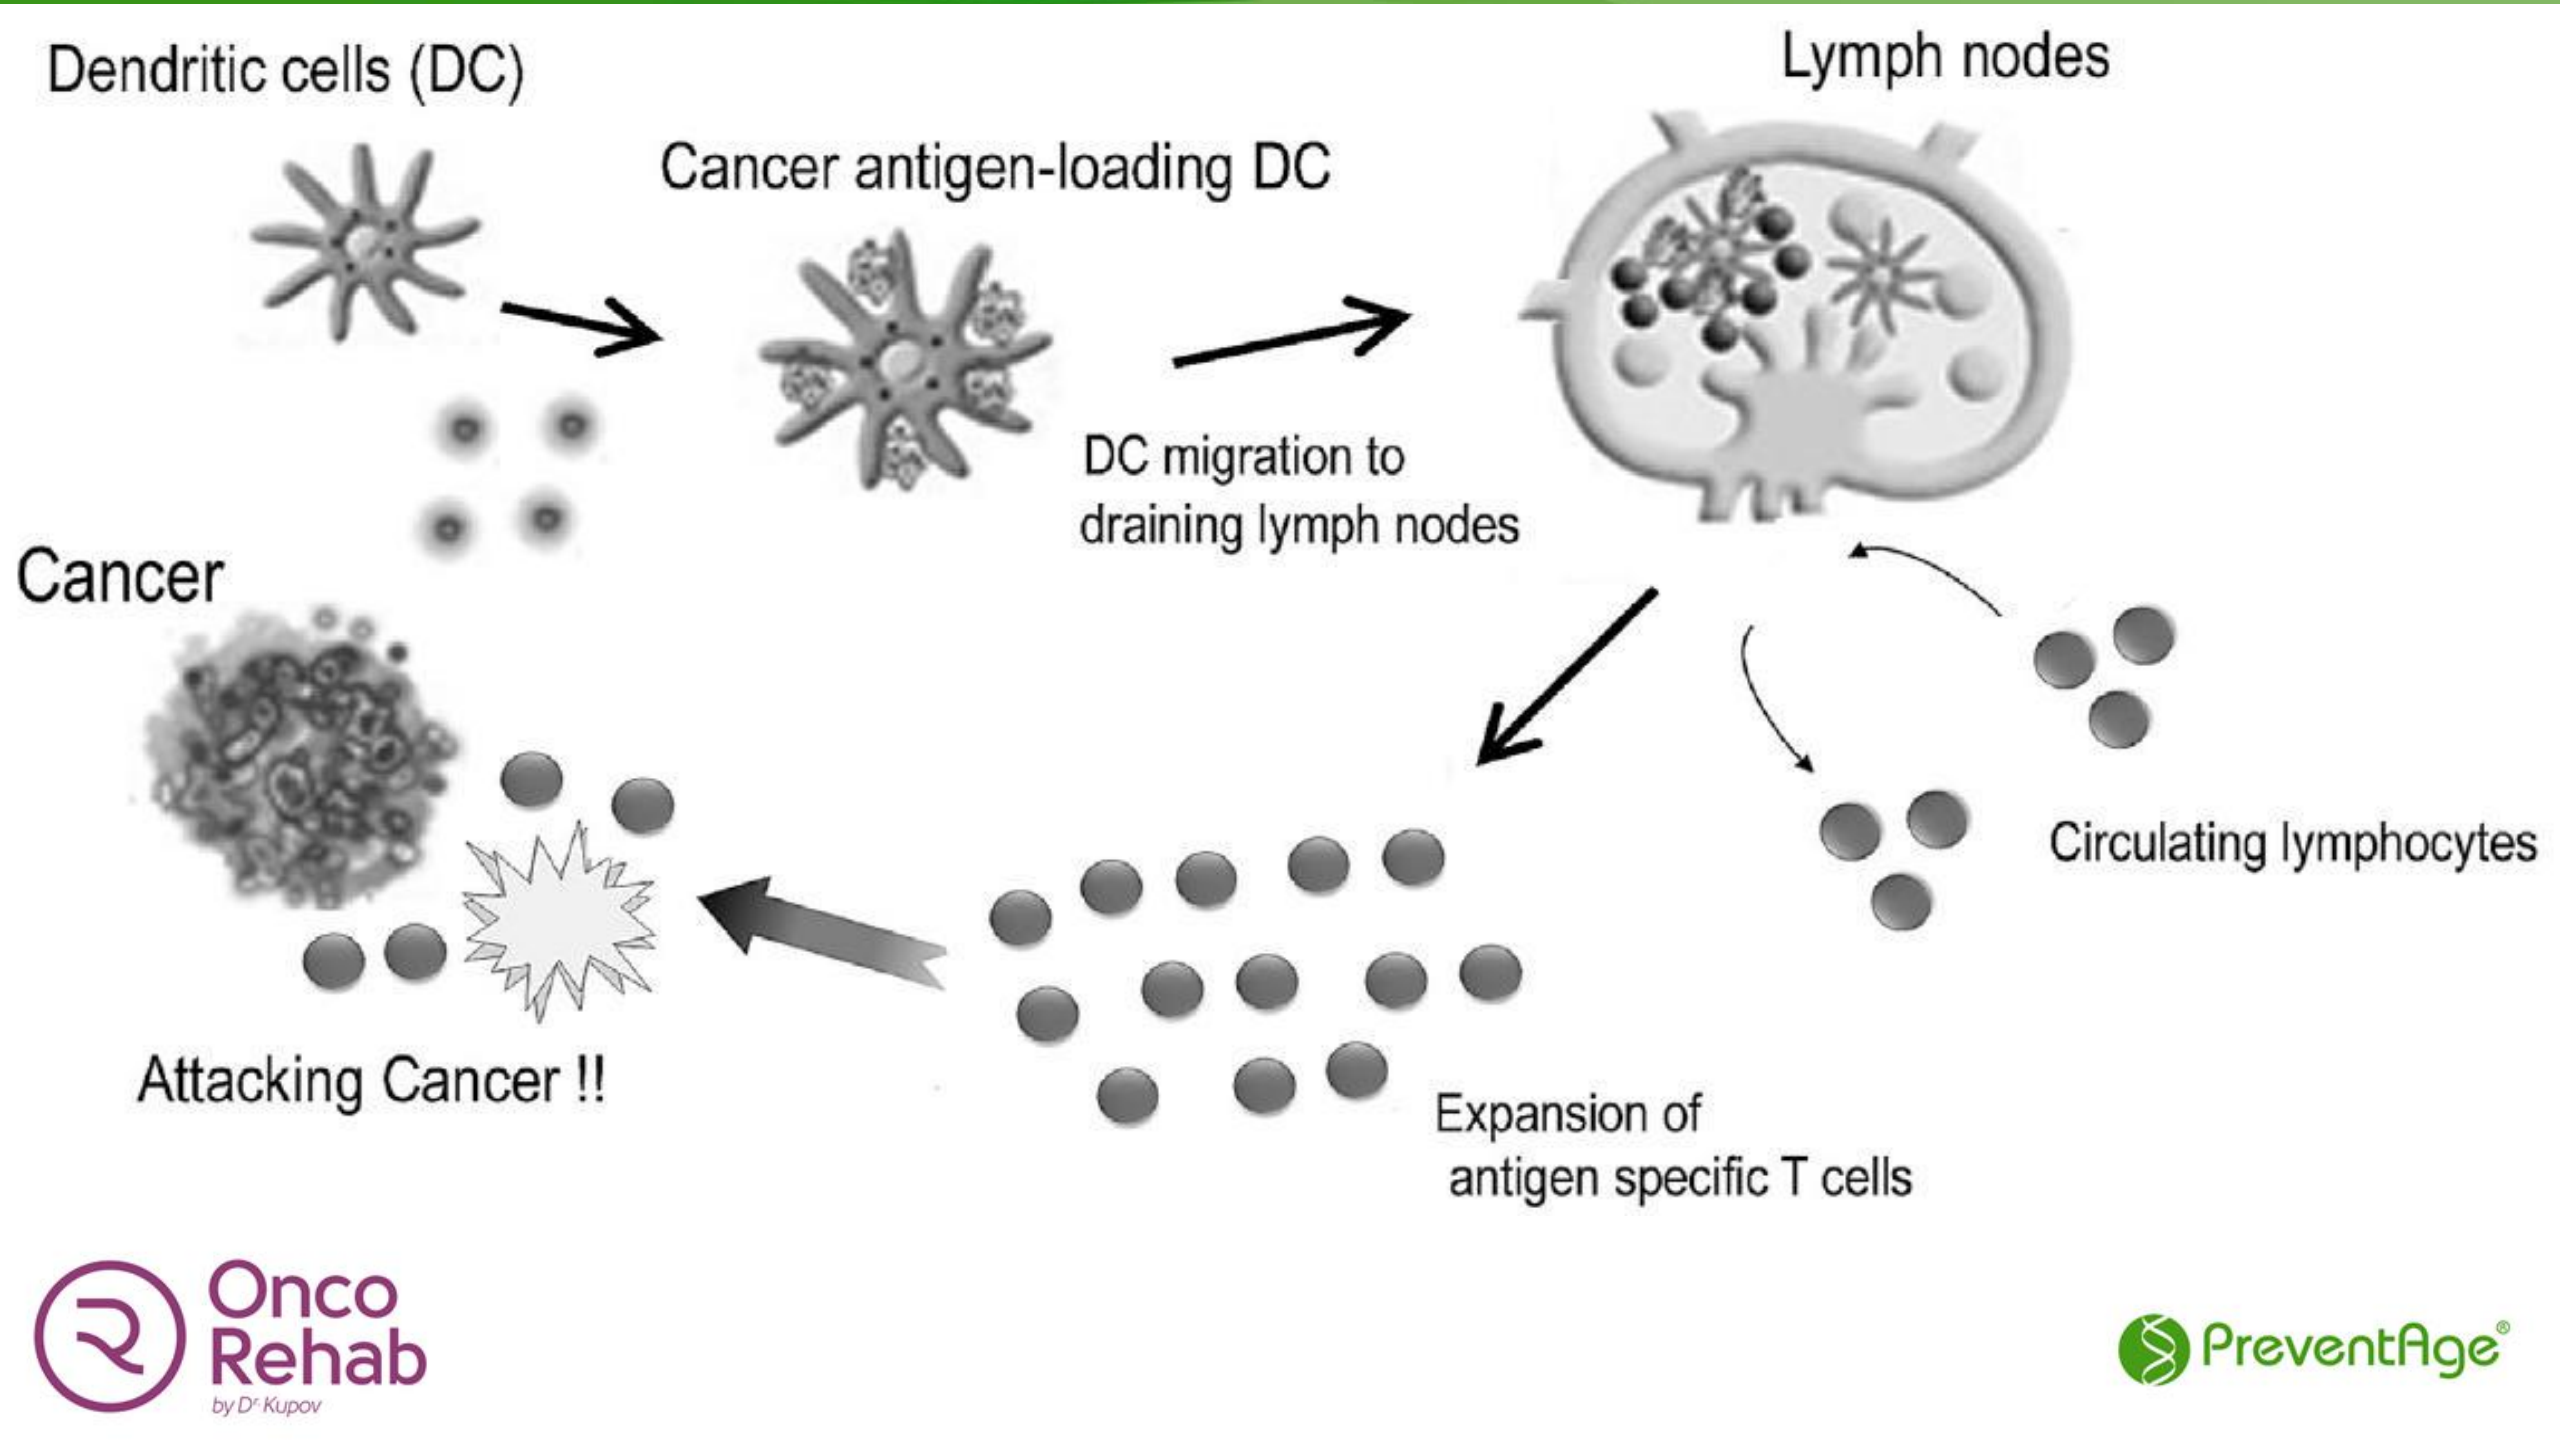 Dendritic cells (DC)
Lymph nodes
Cancer antigen-loading DC
DC migration to
draining lymph nodes
Cancer
Circulating lymphocytes
Attacking Cancer !!
Expansion of
antigen specific T cells
Onco
Rehab
by Dr. Kupov
PreventAge®